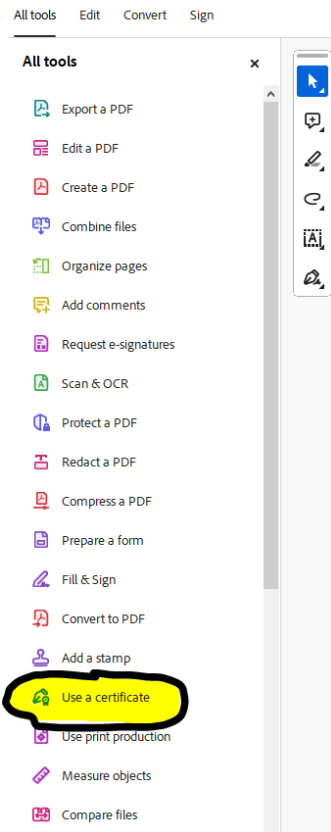 All tools Edit Convert Sign
All tools
Export a PDF
Edit a PDF
Create a PDF
Combine files
Organize pages
Add comments
Request e-signatures
Scan & OCR
Protect a PDF
Redact a PDF
Compress a PDF
Prepare a form
Fill & Sign
Convert to PDF
Add a stamp
Use a certificate
Use print production
Measure objects
Compare files